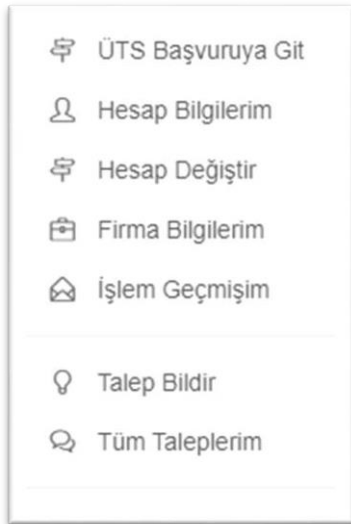 ÜTS Başvuruya Git
Hesap Bilgilerim
Hesap Değiştir
Firma Bilgilerim
İşlem Geçmişim
Talep Bildir
Tüm Taleplerim